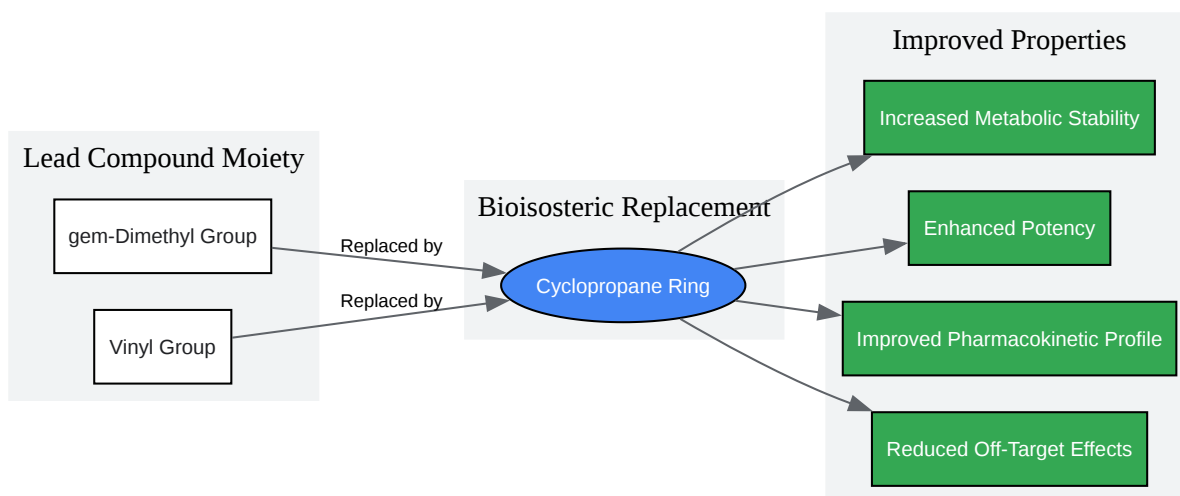 Lead Compound Moiety
gem-Dimethyl Group
Vinyl Group
Replaced by
Replaced by
Bioisosteric Replacement
Cyclopropane Ring
Improved Properties
Increased Metabolic Stability
Enhanced Potency
Improved Pharmacokinetic Profile
Reduced Off-Target Effects